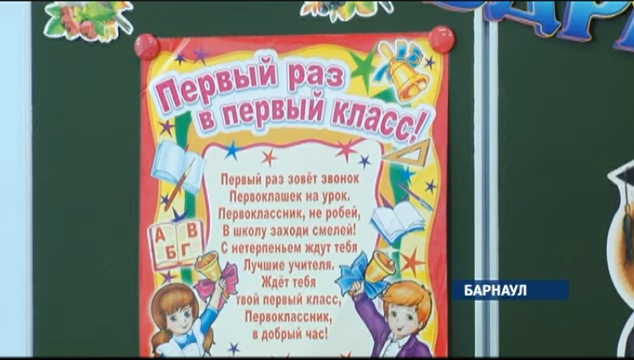 Первый раз
в первый класс!
Первый раз зовёт звонок
Первоклашек на урок.
Первоклассник, не робей,
В школу заходи смелей!
С нетерпеньем ждут тебя
Лучшие учителя.
Ждёт тебя
твой первый класс,
Первоклассник,
в добрый час!
А Б
В Г
БАРНАУЛ